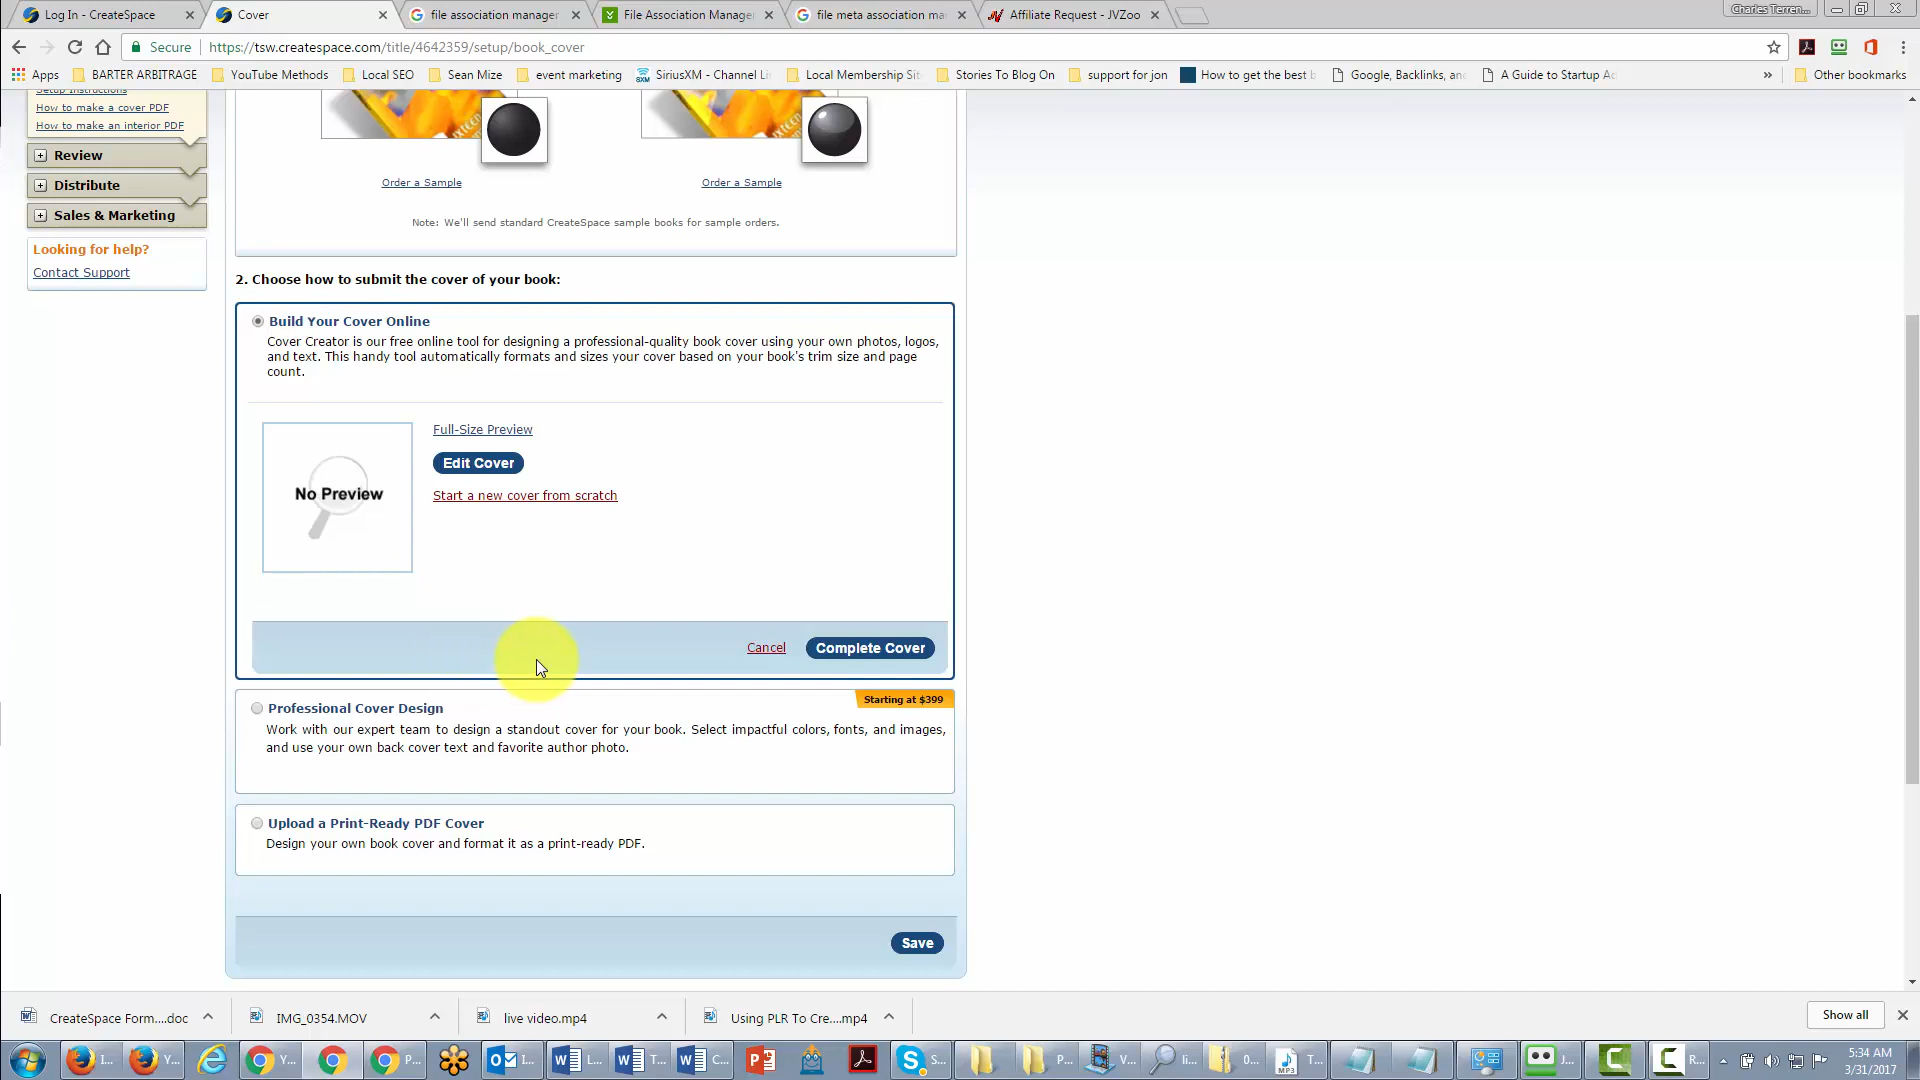 Log In - CreateSpace
Cover
file association manager
File Association Manage
file meta association ma
Affiliate Request - JVZoo
Charles Terren...
Secure
https://tsw.createspace.com/title/4642359/setup/book_cover
Apps
BARTER ARBITRAGE
YouTube Methods
Local SEO
Sean Mize
event marketing
SiriusXM - Channel Li
Local Membership Sit
Stories To Blog On
support for jon
How to get the best b
Google, Backlinks, and
A Guide to Startup Ad
»
Other bookmarks
Setup Instructions
How to make a cover PDF
How to make an interior PDF
Review
Distribute
Sales & Marketing
Looking for help?
Contact Support
Order a Sample
Order a Sample
Note: We'll send standard CreateSpace sample books for sample orders.
2. Choose how to submit the cover of your book:
Build Your Cover Online
Cover Creator is our free online tool for designing a professional-quality book cover using your own photos, logos,
and text. This handy tool automatically formats and sizes your cover based on your book's trim size and page
count.
No Preview
Full-Size Preview
Edit Cover
Start a new cover from scratch
Cancel
Complete Cover
Starting at $399
Professional Cover Design
Work with our expert team to design a standout cover for your book. Select impactful colors, fonts, and images,
and use your own back cover text and favorite author photo.
Upload a Print-Ready PDF Cover
Design your own book cover and format it as a print-ready PDF.
Save
CreateSpace Form....doc
IMG_0354.MOV
live video.mp4
Using PLR To Cre....mp4
Show all
I...
Y...
Y...
P...
I...
L...
T...
C...
S...
P...
V...
li...
0...
T...
J...
R...
5:34 AM
3/31/2017